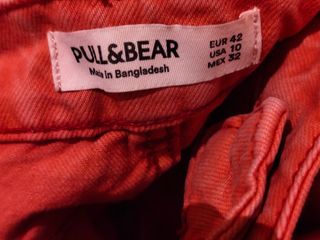 PULL&BEAR
Made in Bangladesh
EUR 42
USA 10
MEX 32